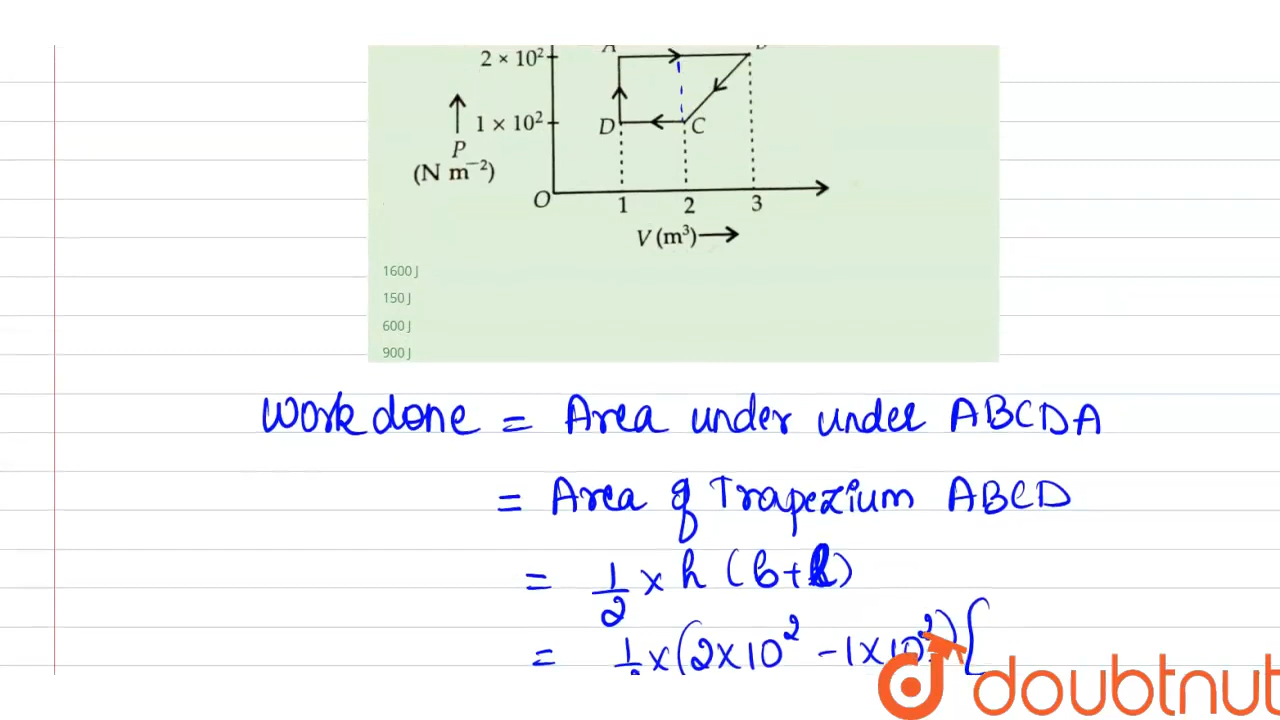 A
2 × 10²
D
C
1 × 10²
P
(N m⁻²)
O
1 2 3
V (m³)
1600 J
150 J
600 J
900 J
Work done = Area under under ABCDA
= Area of Trapezium ABCD
= 1/2 × h (b+l)
= 1/2 × (2×10² - 1×10²) [
doubtnut